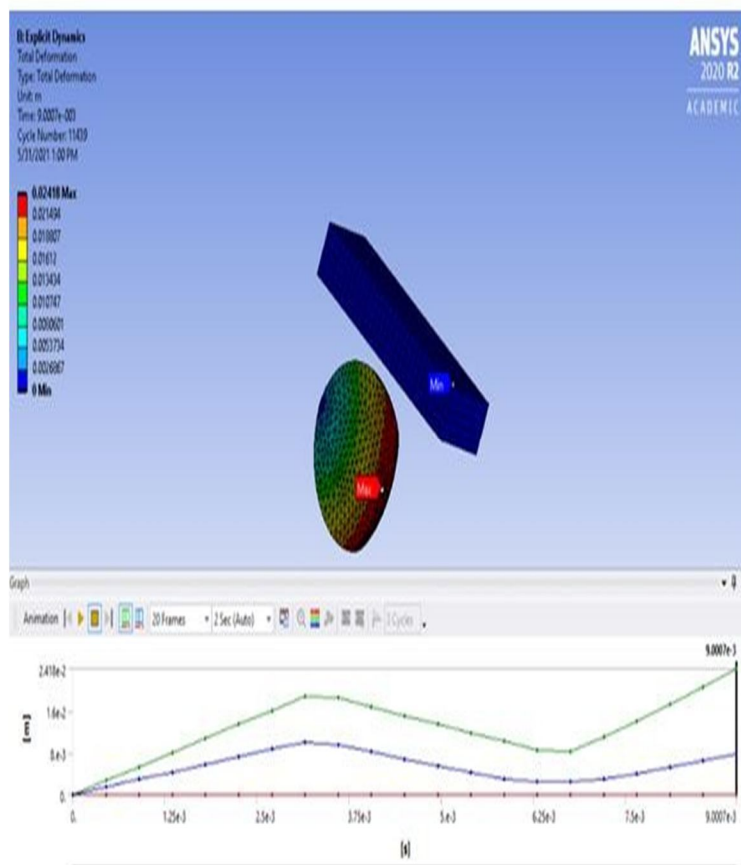 B: Explicit Dynamics
Total Deformation
Type: Total Deformation
Unit: m
Time: 9.0007e-003
Cycle Number: 11439
5/31/2021 1:00 PM
ANSYS
2020 R2
ACADEMIC
0.02418 Max
0.021494
0.018807
0.01612
0.013434
0.010747
0.0080601
0.0053734
0.0026867
0 Min
Min
Max
Graph
Animation 20 Frames 2 Sec (Auto) 3 Cycles
9.0007e-3
2.418e-2
1.6e-2
8.e-3
0.
[m]
0. 1.25e-3 2.5e-3 3.75e-3 5.e-3 6.25e-3 7.5e-3 9.0007e-3
[s]